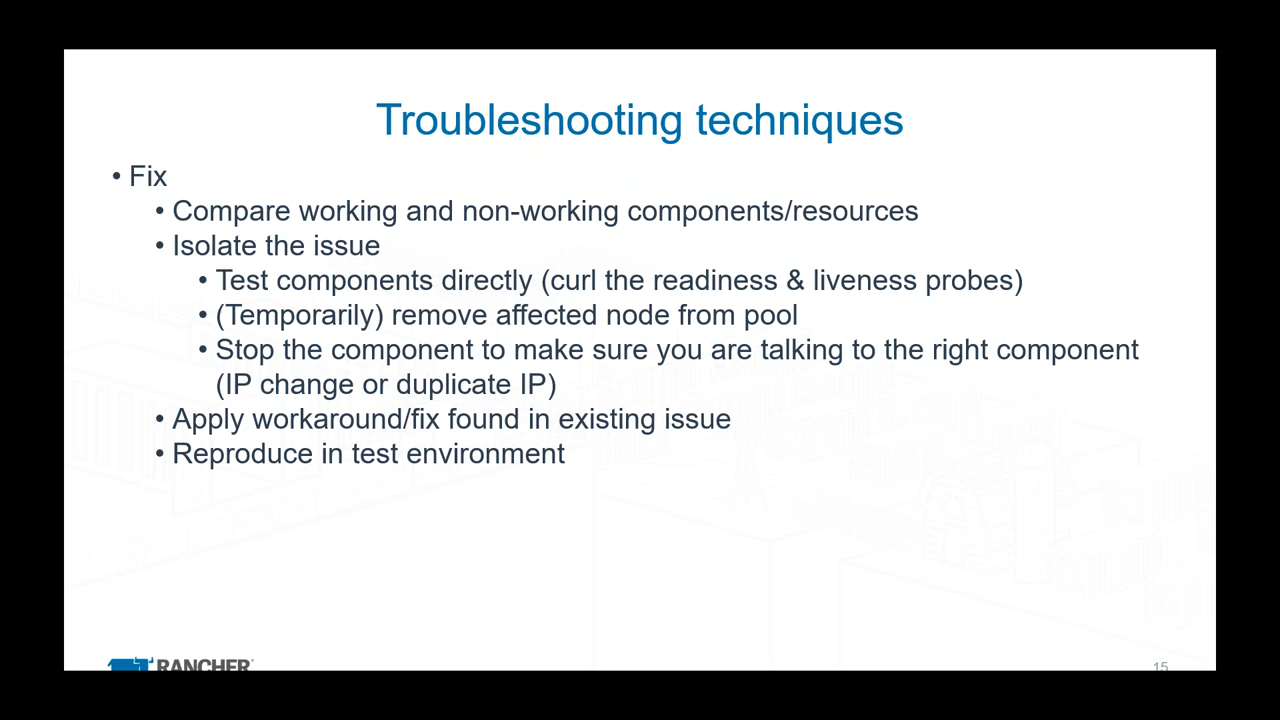 Troubleshooting techniques
• Fix
• Compare working and non-working components/resources
• Isolate the issue
• Test components directly (curl the readiness & liveness probes)
• (Temporarily) remove affected node from pool
• Stop the component to make sure you are talking to the right component
(IP change or duplicate IP)
• Apply workaround/fix found in existing issue
• Reproduce in test environment
RANCHER
15